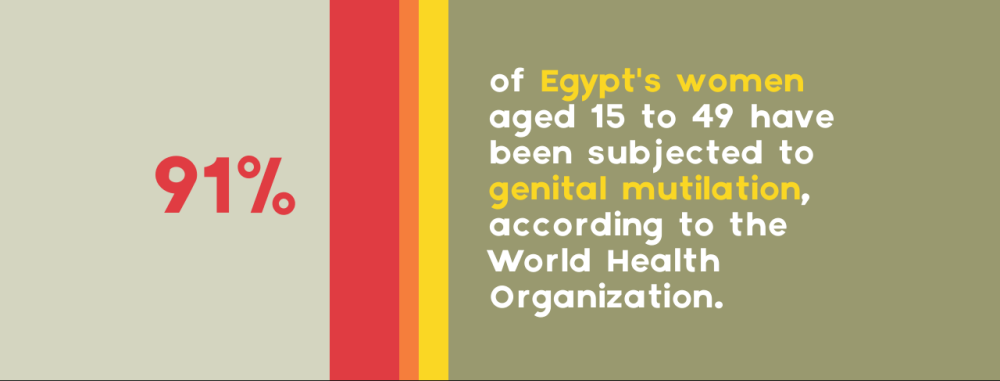 91%
of Egypt's women
aged 15 to 49 have
been subjected to
genital mutilation,
according to the
World Health
Organization.